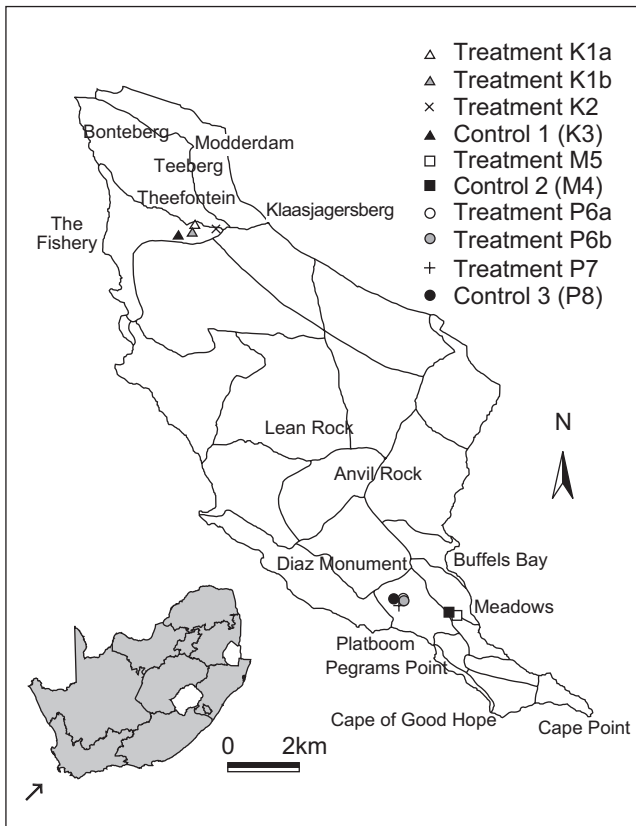 Treatment K1a
Treatment K1b
Treatment K2
Control 1 (K3)
Treatment M5
Control 2 (M4)
Treatment P6a
Treatment P6b
Treatment P7
Control 3 (P8)
Bonteberg
Modderdam
Teeberg
Theefontein
Klaasjagersberg
The
Fishery
Lean Rock
N
Anvil Rock
Buffels Bay
Diaz Monument
Meadows
Platboom
Pegrams Point
Cape of Good Hope
Cape Point
0 2km